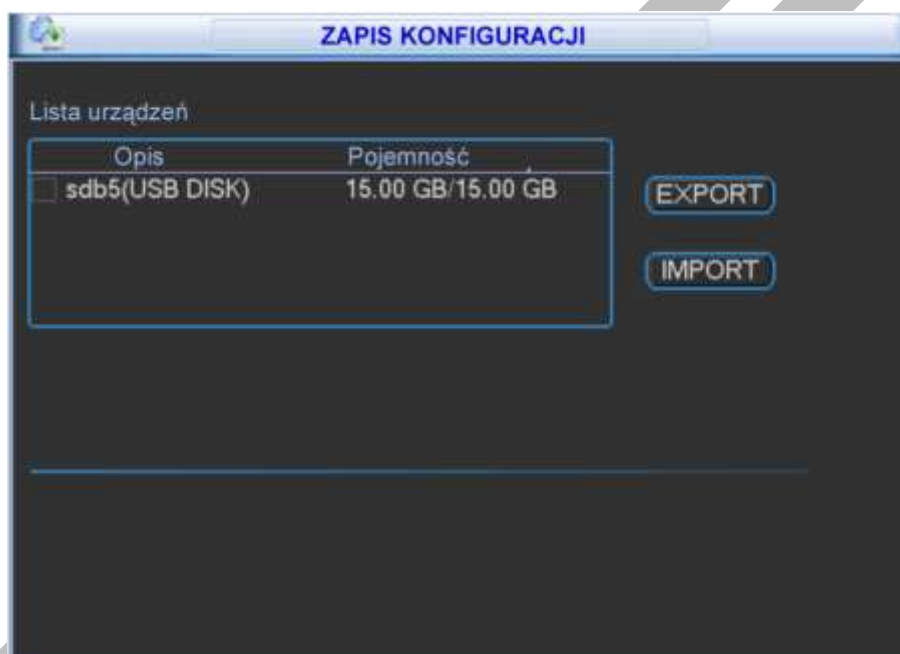 ZAPIS KONFIGURACJI
Lista urządzeń
Opis Pojemność
sdb5(USB DISK) 15.00 GB/15.00 GB
EXPORT
IMPORT